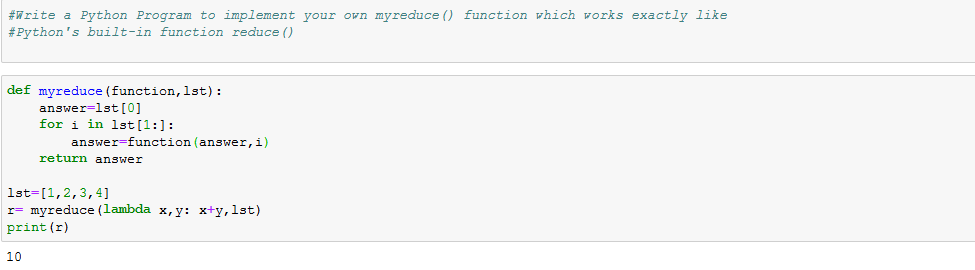 #Write a Python Program to implement your own myreduce() function which works exactly like
#Python's built-in function reduce()
def myreduce(function,lst):
    answer=lst[0]
    for i in lst[1:]:
        answer=function(answer,i)
    return answer
lst=[1,2,3,4]
r= myreduce(lambda x,y: x+y,lst)
print(r)
10